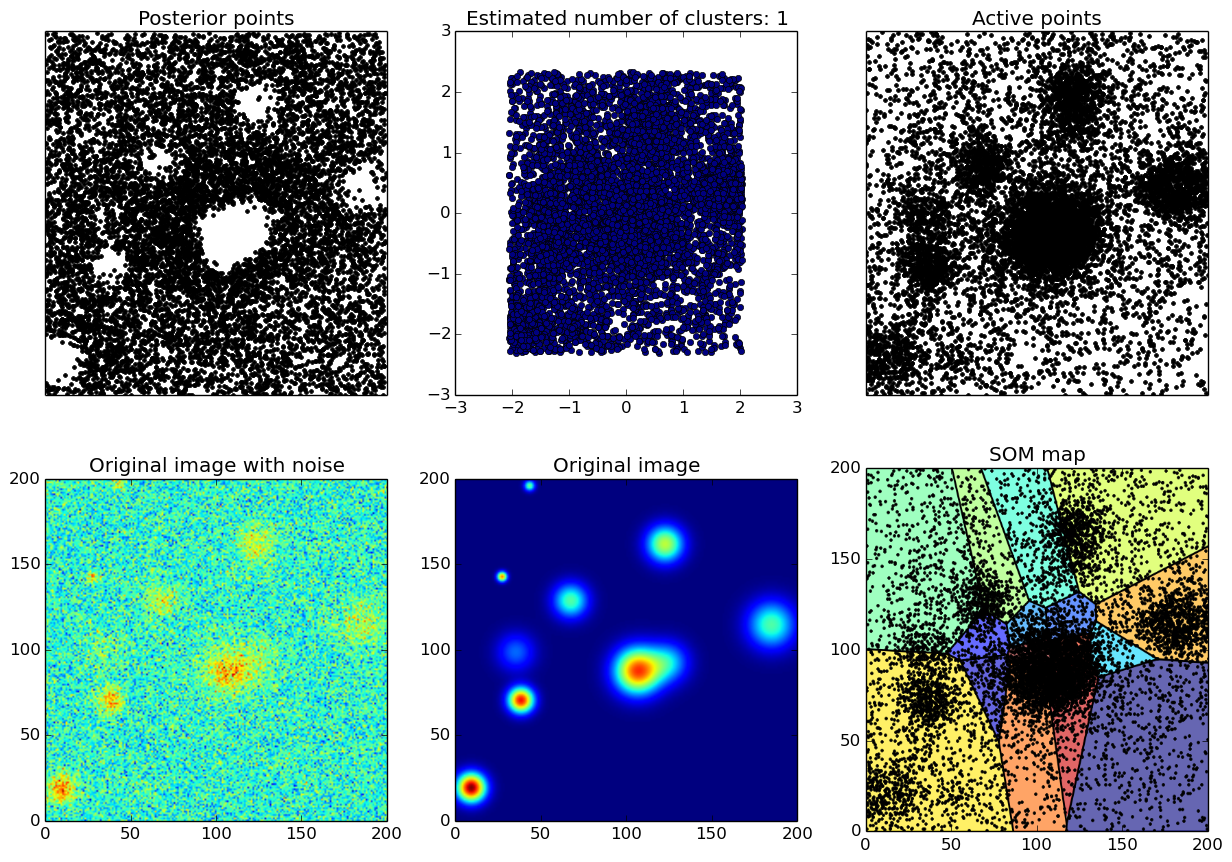 Posterior points
Estimated number of clusters: 1
Active points
3
2
1
0
−1
−2
−3
−3 −2 −1 0 1 2 3
Original image with noise
Original image
SOM map
200
150
100
50
0
0 50 100 150 200
200
150
100
50
0
0 50 100 150 200
200
150
100
50
0
0 50 100 150 200